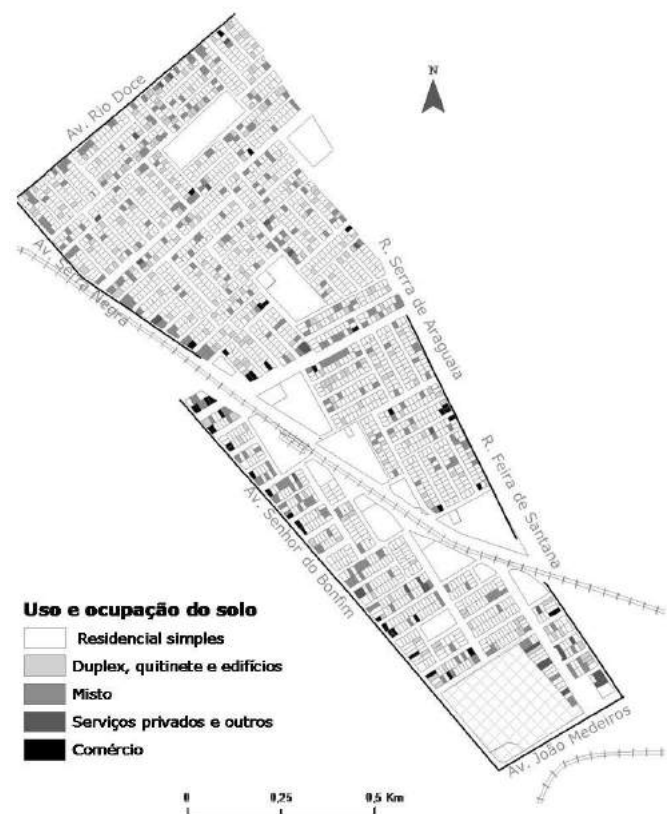 N
Av. Rio Doce
Av. Serra Negra
R. Serra de Araguaia
R. Feira de Santana
Av. Senhor do Bonfim
Av. João Medeiros
Uso e ocupação do solo
Residencial simples
Duplex, quitinete e edifícios
Misto
Serviços privados e outros
Comércio
0 0,25 0,5 Km